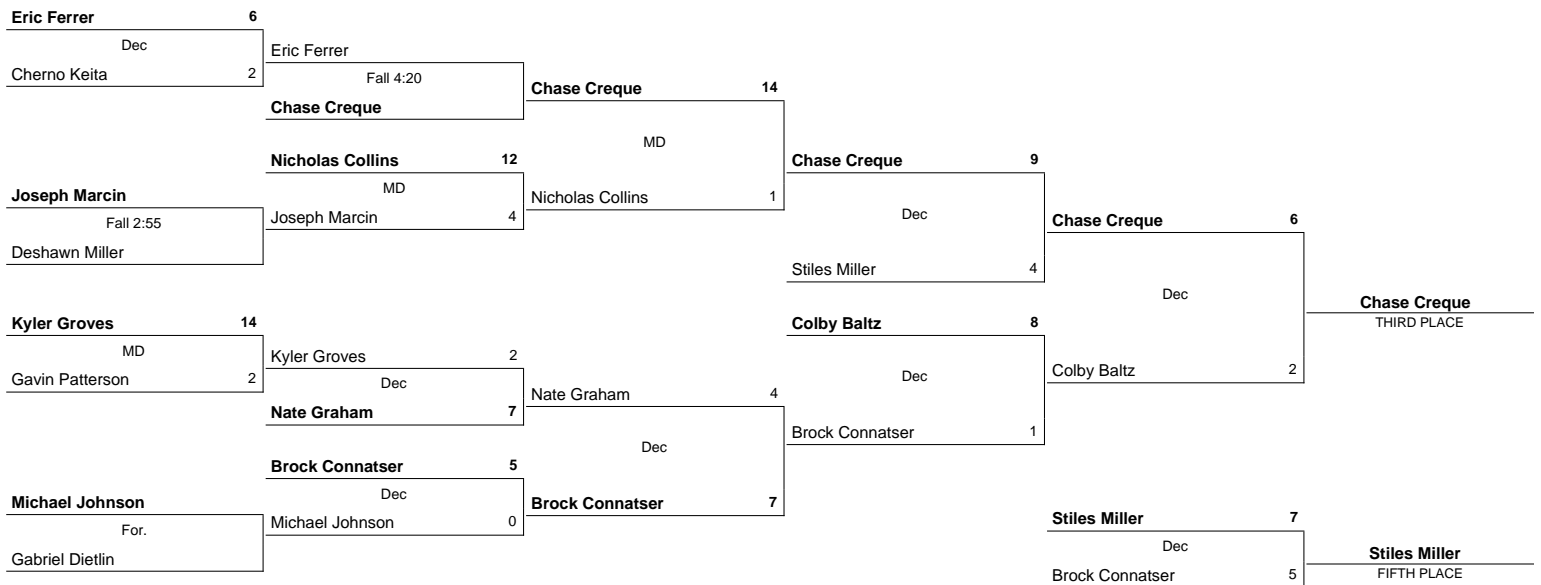 Eric Ferrer 6
Dec
Cherno Keita 2
Eric Ferrer
Fall 4:20
Chase Creque
Chase Creque 14
MD
Nicholas Collins 1
Nicholas Collins 12
MD
Joseph Marcin 4
Joseph Marcin
Fall 2:55
Deshawn Miller
Chase Creque 9
Dec
Stiles Miller 4
Chase Creque 6
Dec
Colby Baltz 2
Chase Creque
THIRD PLACE
Kyler Groves 14
MD
Gavin Patterson 2
Kyler Groves 2
Dec
Nate Graham 7
Nate Graham 4
Dec
Brock Connatser 7
Colby Baltz 8
Dec
Brock Connatser 1
Brock Connatser 5
Dec
Michael Johnson 0
Michael Johnson
For.
Gabriel Dietlin
Stiles Miller 7
Dec
Brock Connatser 5
Stiles Miller
FIFTH PLACE